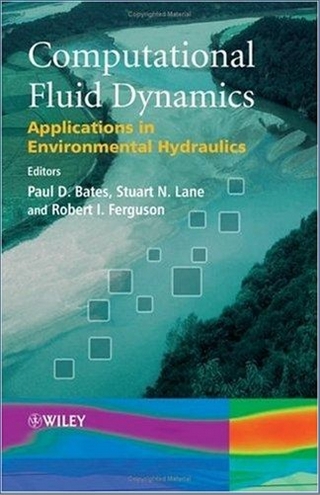 Computational
Fluid Dynamics
Applications in
Environmental Hydraulics
Editors
Paul D. Bates, Stuart N. Lane
and Robert I. Ferguson
WILEY